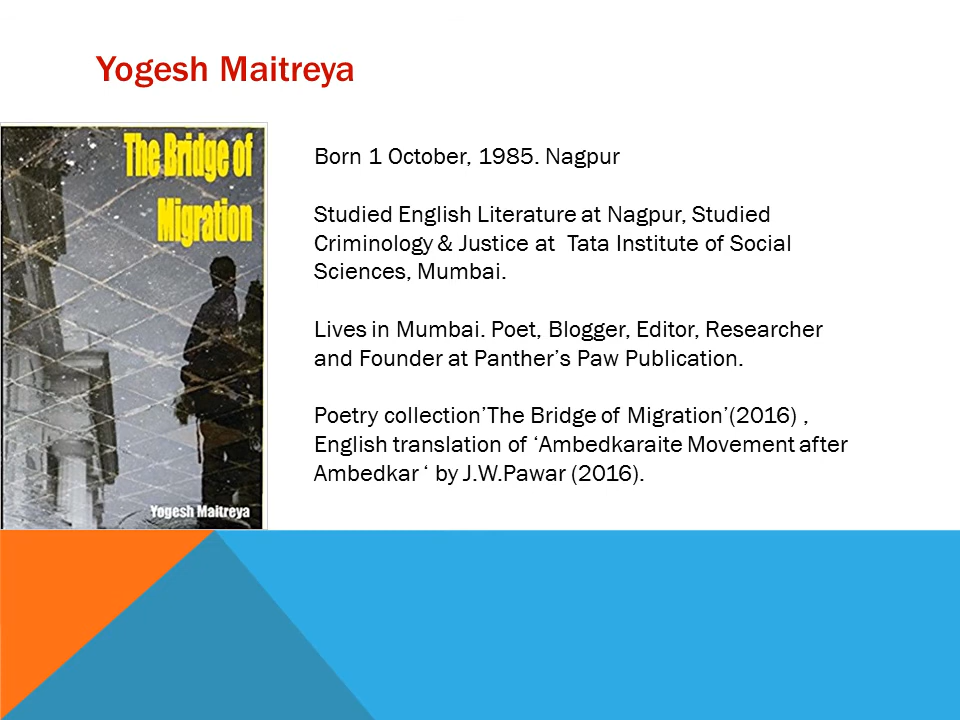 Yogesh Maitreya
The Bridge of
Migration
Yogesh Maitreya
Born 1 October, 1985. Nagpur
Studied English Literature at Nagpur, Studied
Criminology & Justice at  Tata Institute of Social
Sciences, Mumbai.
Lives in Mumbai. Poet, Blogger, Editor, Researcher
and Founder at Panther’s Paw Publication.
Poetry collection’The Bridge of Migration’(2016) ,
English translation of ‘Ambedkaraite Movement after
Ambedkar ‘ by J.W.Pawar (2016).